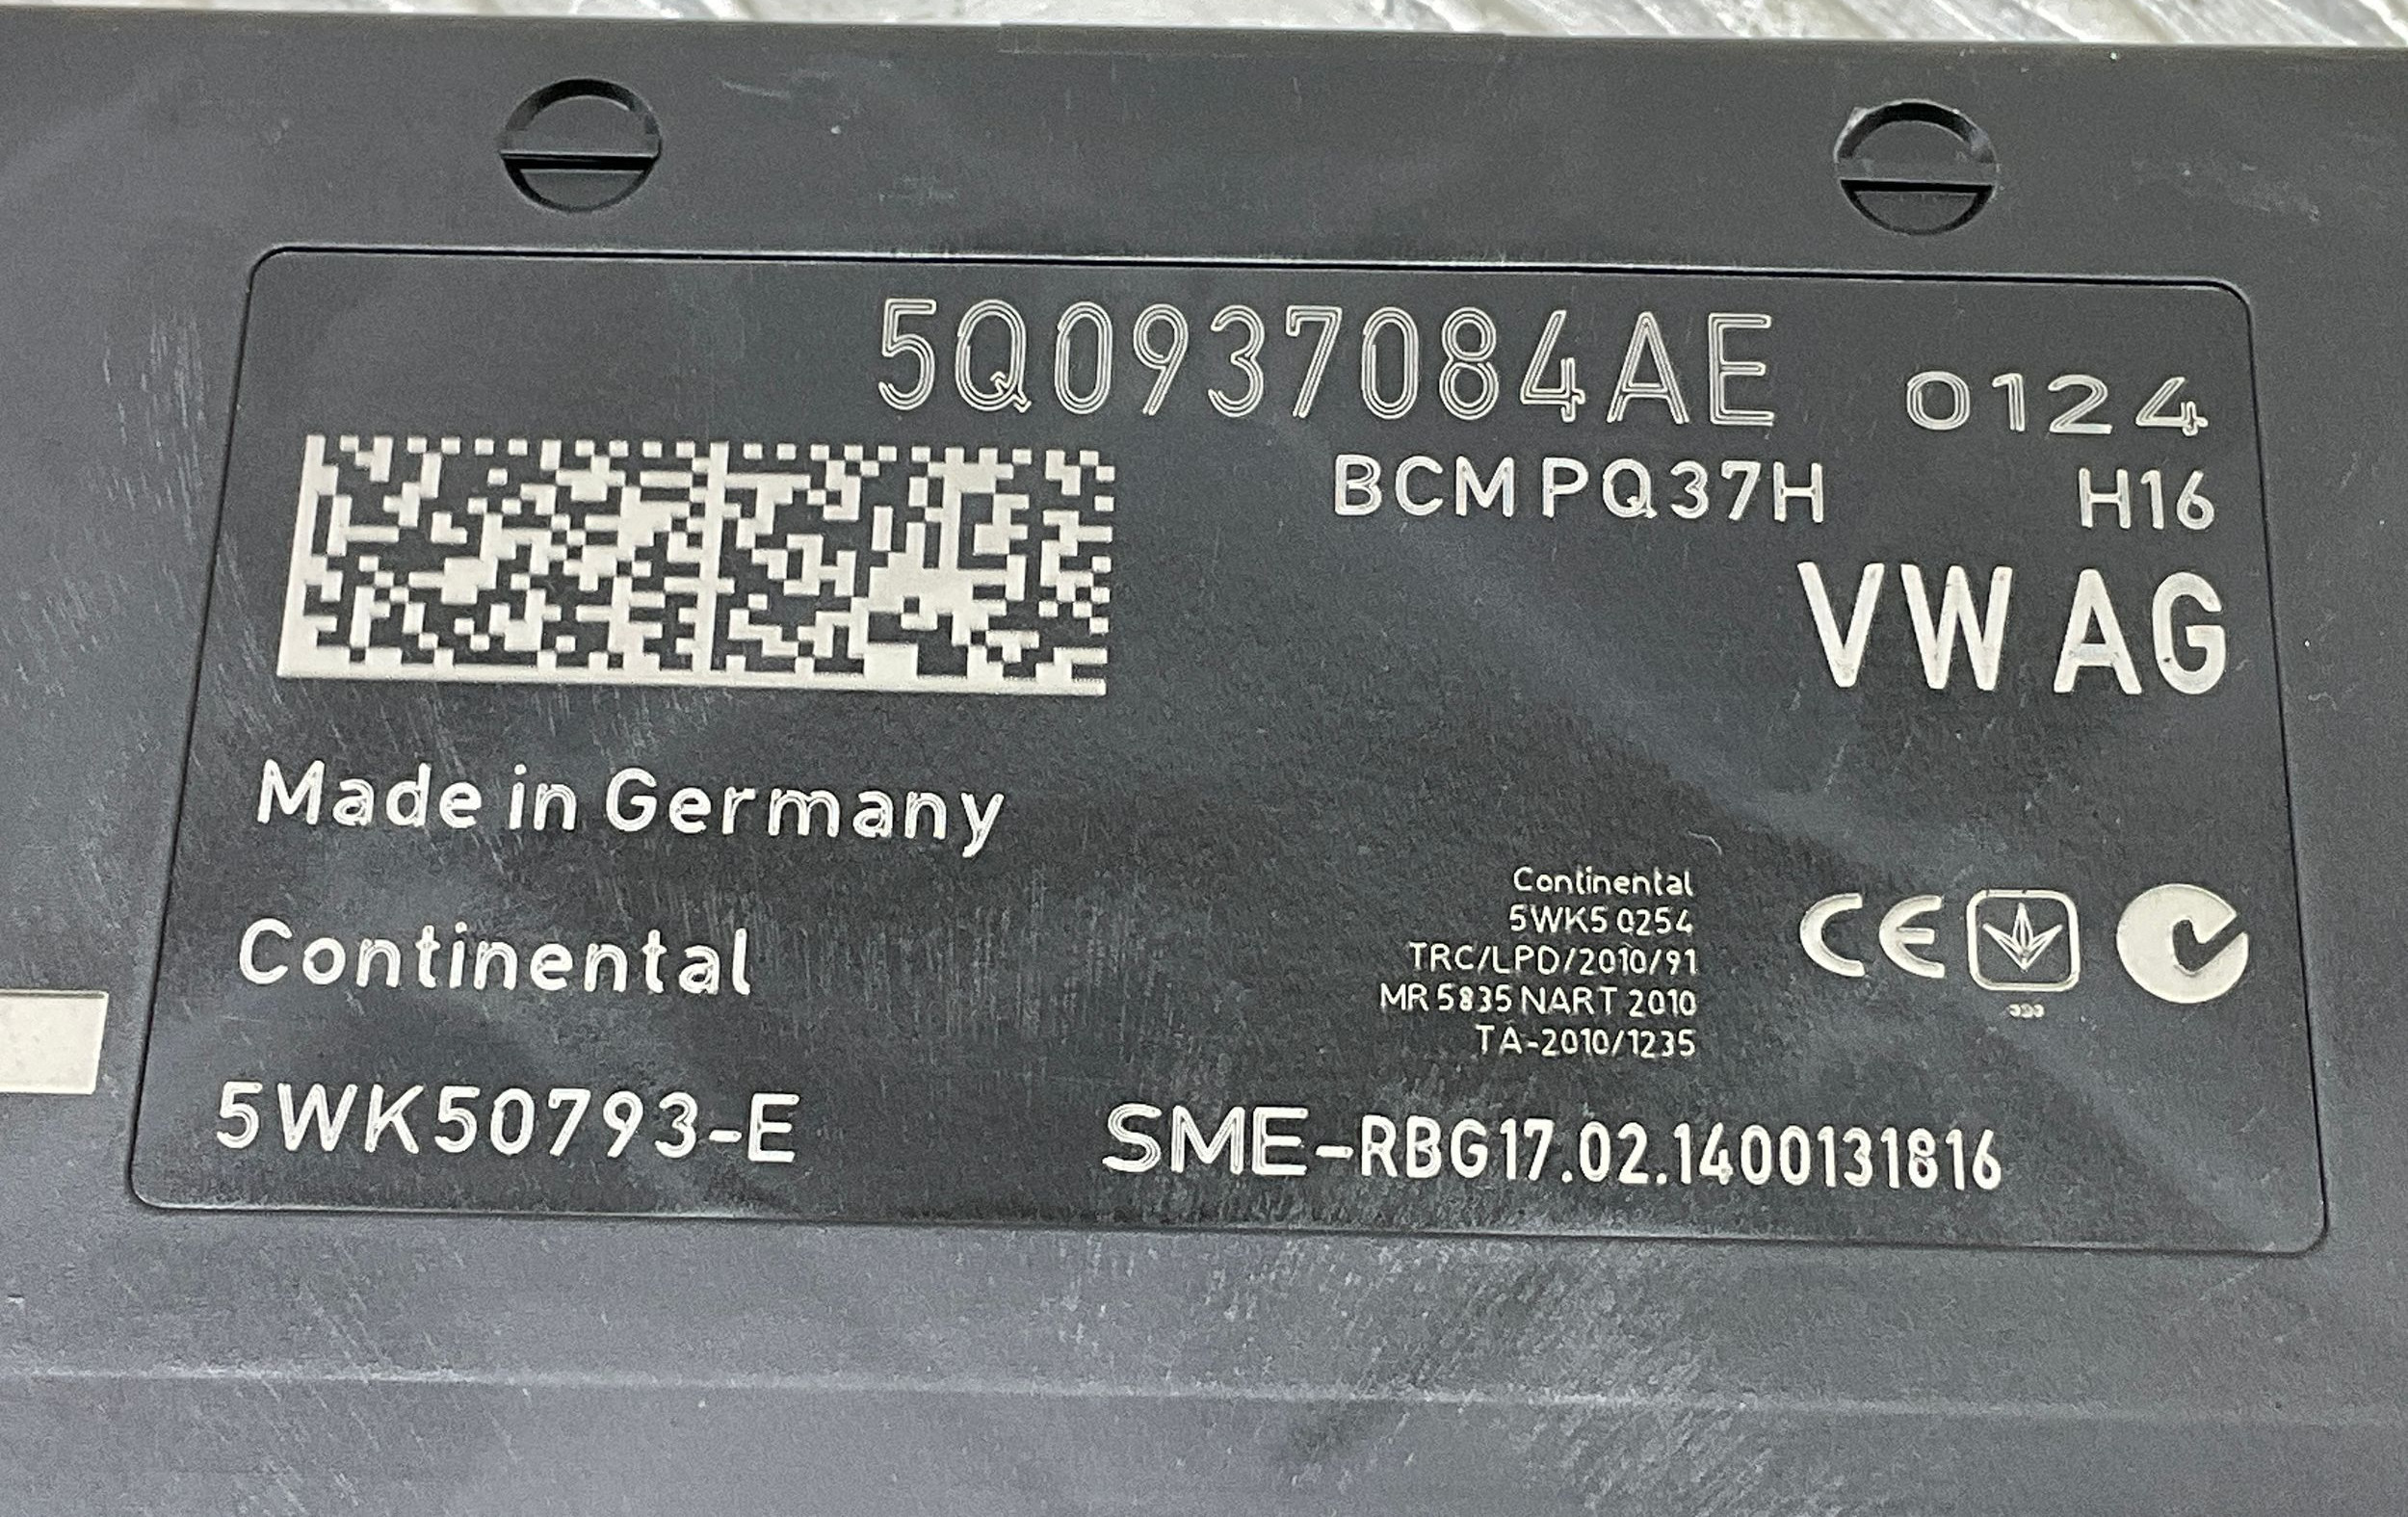 5Q0937084AE 0124
BCM PQ37H H16
VW AG
Made in Germany
Continental
5WK5 0254
TRC/LPD/2010/91
MR 5835 NART 2010
TA-2010/1235
CE
Continental
5WK50793-E
SME-RBG17.02.1400131816